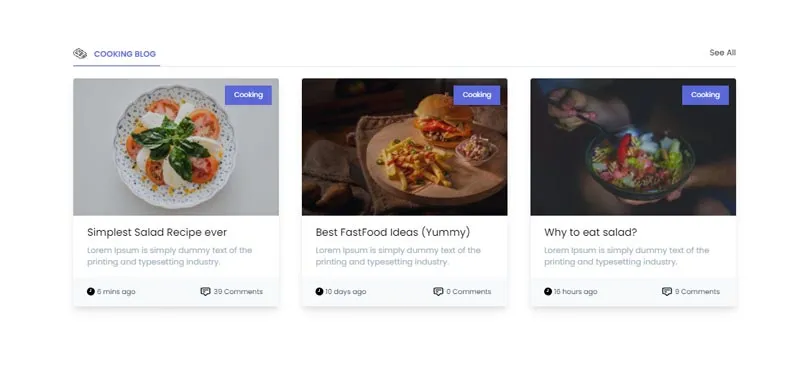 COOKING BLOG
See All
Cooking
Cooking
Cooking
Simplest Salad Recipe ever
Lorem Ipsum is simply dummy text of the
printing and typesetting industry.
6 mins ago
39 Comments
Best FastFood Ideas (Yummy)
Lorem Ipsum is simply dummy text of the
printing and typesetting industry.
10 days ago
0 Comments
Why to eat salad?
Lorem Ipsum is simply dummy text of the
printing and typesetting industry.
16 hours ago
9 Comments